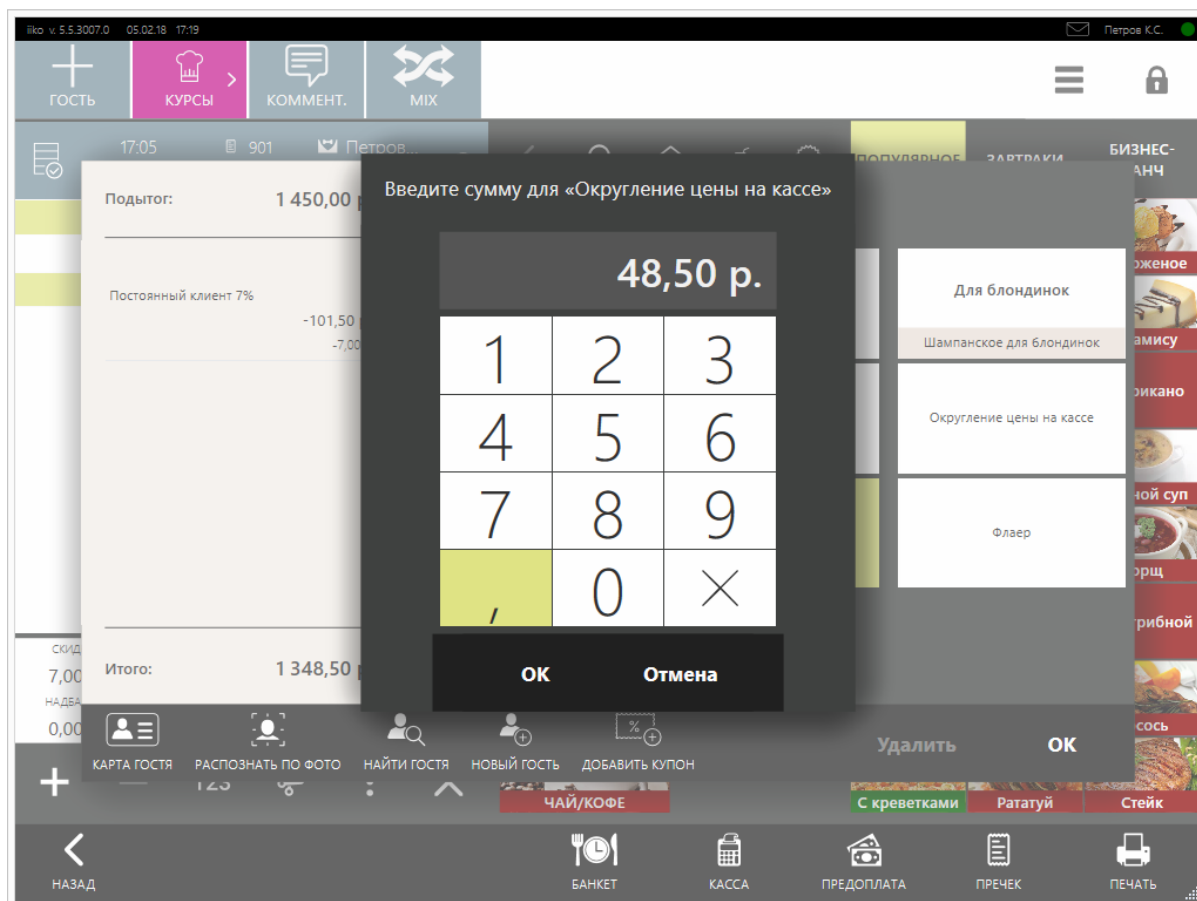 iiko v. 5.5.3007.0 05.02.18 17:19 Петров К.С.
ГОСТЬ КУРСЫ КОММЕНТ. MIX
17:05 901 Петров...
ПОПУЛЯРНОЕ ЗАВТРАКИ БИЗНЕС-
Введите сумму для «Округление цены на кассе»
Подытог: 1 450,00
48,50 р.
Для блондинок
Шампанское для блондинок
Постоянный клиент 7%
-101,50
-7,00
1 2 3
4 5 6
7 8 9
, 0
Округление цены на кассе
Флаер
Итого: 1 348,50
7,00
0,00
OK Отмена
КАРТА ГОСТЯ РАСПОЗНАТЬ ПО ФОТО НАЙТИ ГОСТЯ НОВЫЙ ГОСТЬ ДОБАВИТЬ КУПОН
Удалить OK
123 ЧАЙ/КОФЕ С креветками Рататуй Стейк
НАЗАД БАНКЕТ КАССА ПРЕДОПЛАТА ПРЕЧЕК ПЕЧАТЬ